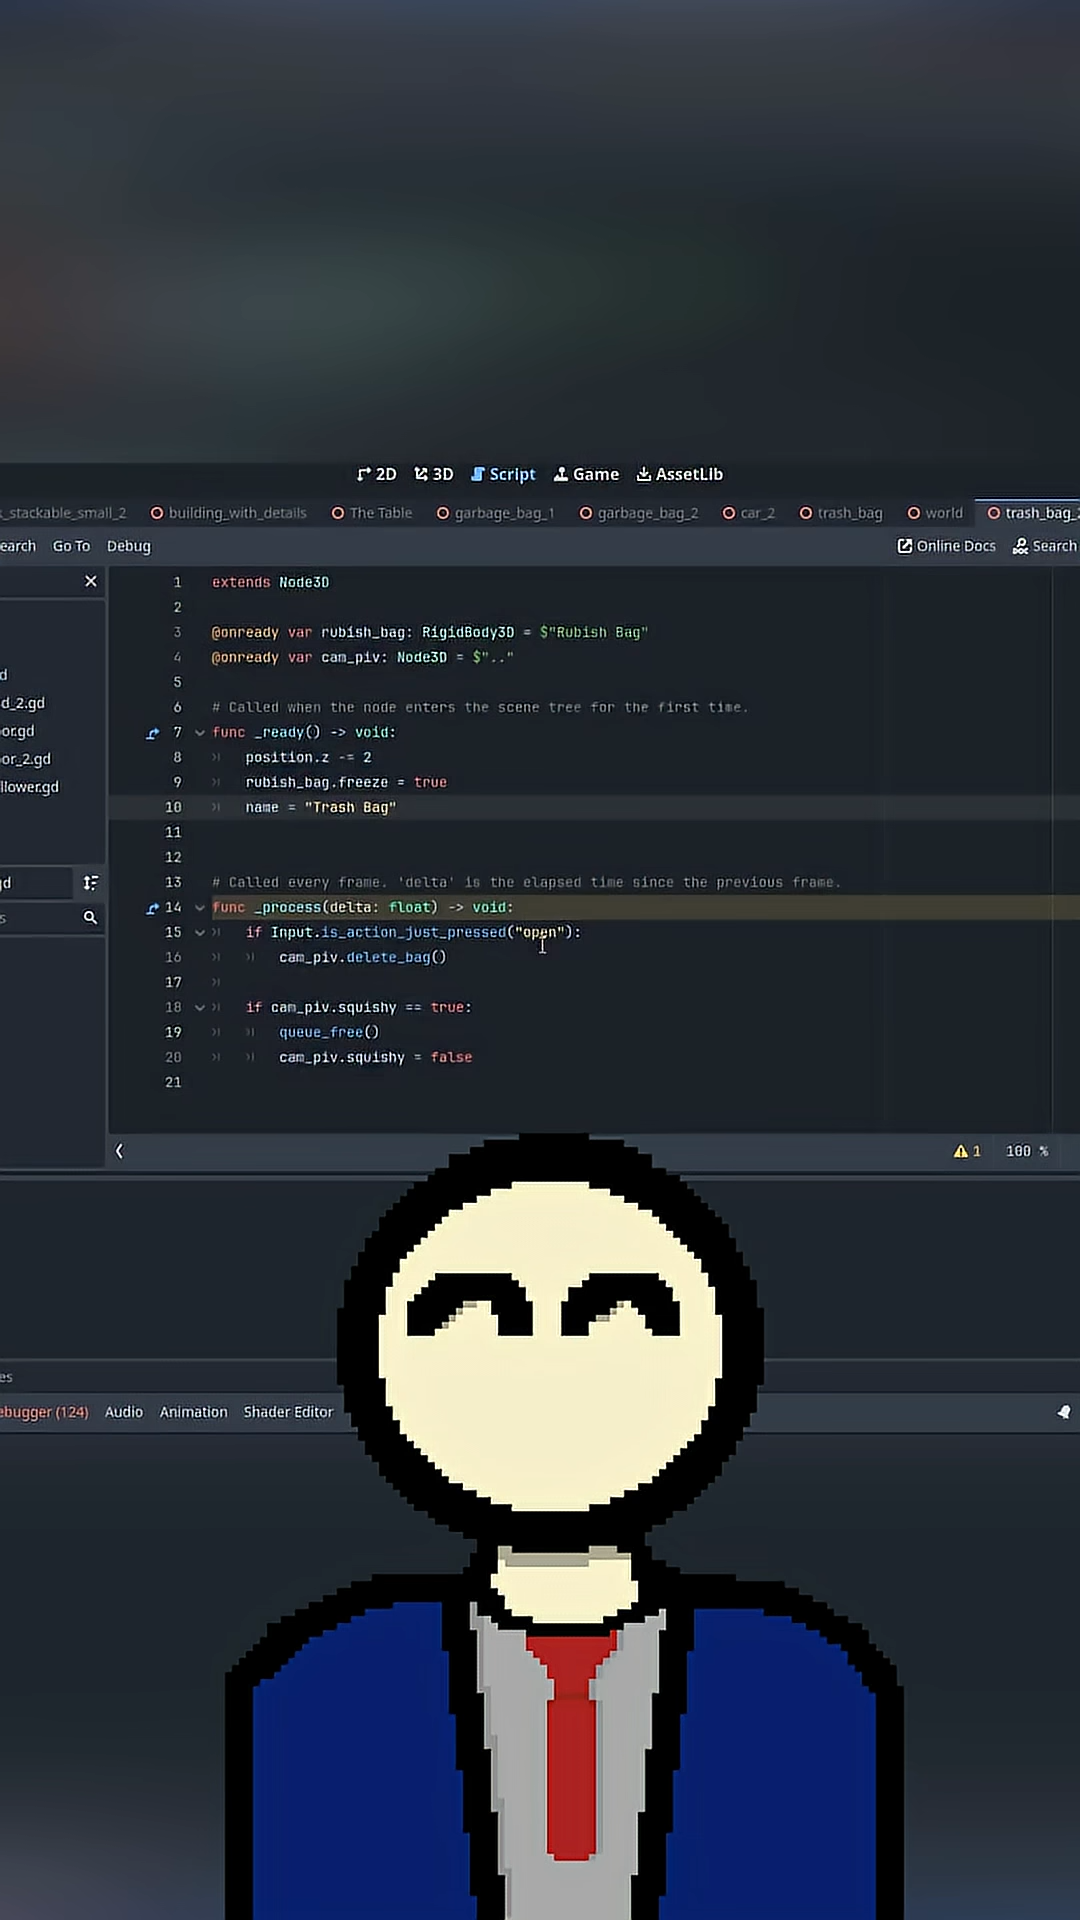 2D 3D Script Game AssetLib
_stackable_small_2 building_with_details The Table garbage_bag_1 garbage_bag_2 car_2 trash_bag world trash_bag_2
earch Go To Debug Online Docs Search
1 extends Node3D
2
3 @onready var rubish_bag: RigidBody3D = $"Rubish Bag"
4 @onready var cam_piv: Node3D = $".."
5
6 # Called when the node enters the scene tree for the first time.
7 func _ready() -> void:
8 position.z -= 2
9 rubish_bag.freeze = true
10 name = "Trash Bag"
11
12
13 # Called every frame. 'delta' is the elapsed time since the previous frame.
14 func _process(delta: float) -> void:
15 if Input.is_action_just_pressed("open"):
16 cam_piv.delete_bag()
17
18 if cam_piv.squishy == true:
19 queue_free()
20 cam_piv.squishy = false
21
d
d_2.gd
or.gd
or_2.gd
llower.gd
gd
s
1 100 %
es
ebugger (124) Audio Animation Shader Editor